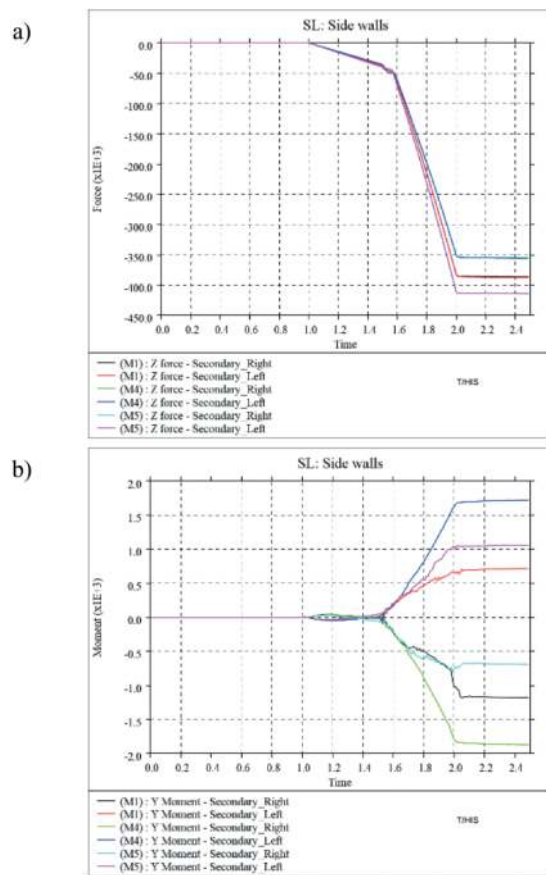 a)
SL: Side walls
0.0
-50.0
-100.0
-150.0
-200.0
-250.0
-300.0
-350.0
-400.0
-450.0
Force (x1E+3)
0.0 0.2 0.4 0.6 0.8 1.0 1.2 1.4 1.6 1.8 2.0 2.2 2.4
Time
(M1) : Z force - Secondary_Right
(M1) : Z force - Secondary_Left
(M4) : Z force - Secondary_Right
(M4) : Z force - Secondary_Left
(M5) : Z force - Secondary_Right
(M5) : Z force - Secondary_Left
T/HIS
b)
SL: Side walls
2.0
1.5
1.0
0.5
0.0
-0.5
-1.0
-1.5
-2.0
Moment (x1E+3)
0.0 0.2 0.4 0.6 0.8 1.0 1.2 1.4 1.6 1.8 2.0 2.2 2.4
Time
(M1) : Y Moment - Secondary_Right
(M1) : Y Moment - Secondary_Left
(M4) : Y Moment - Secondary_Right
(M4) : Y Moment - Secondary_Left
(M5) : Y Moment - Secondary_Right
(M5) : Y Moment - Secondary_Left
T/HIS